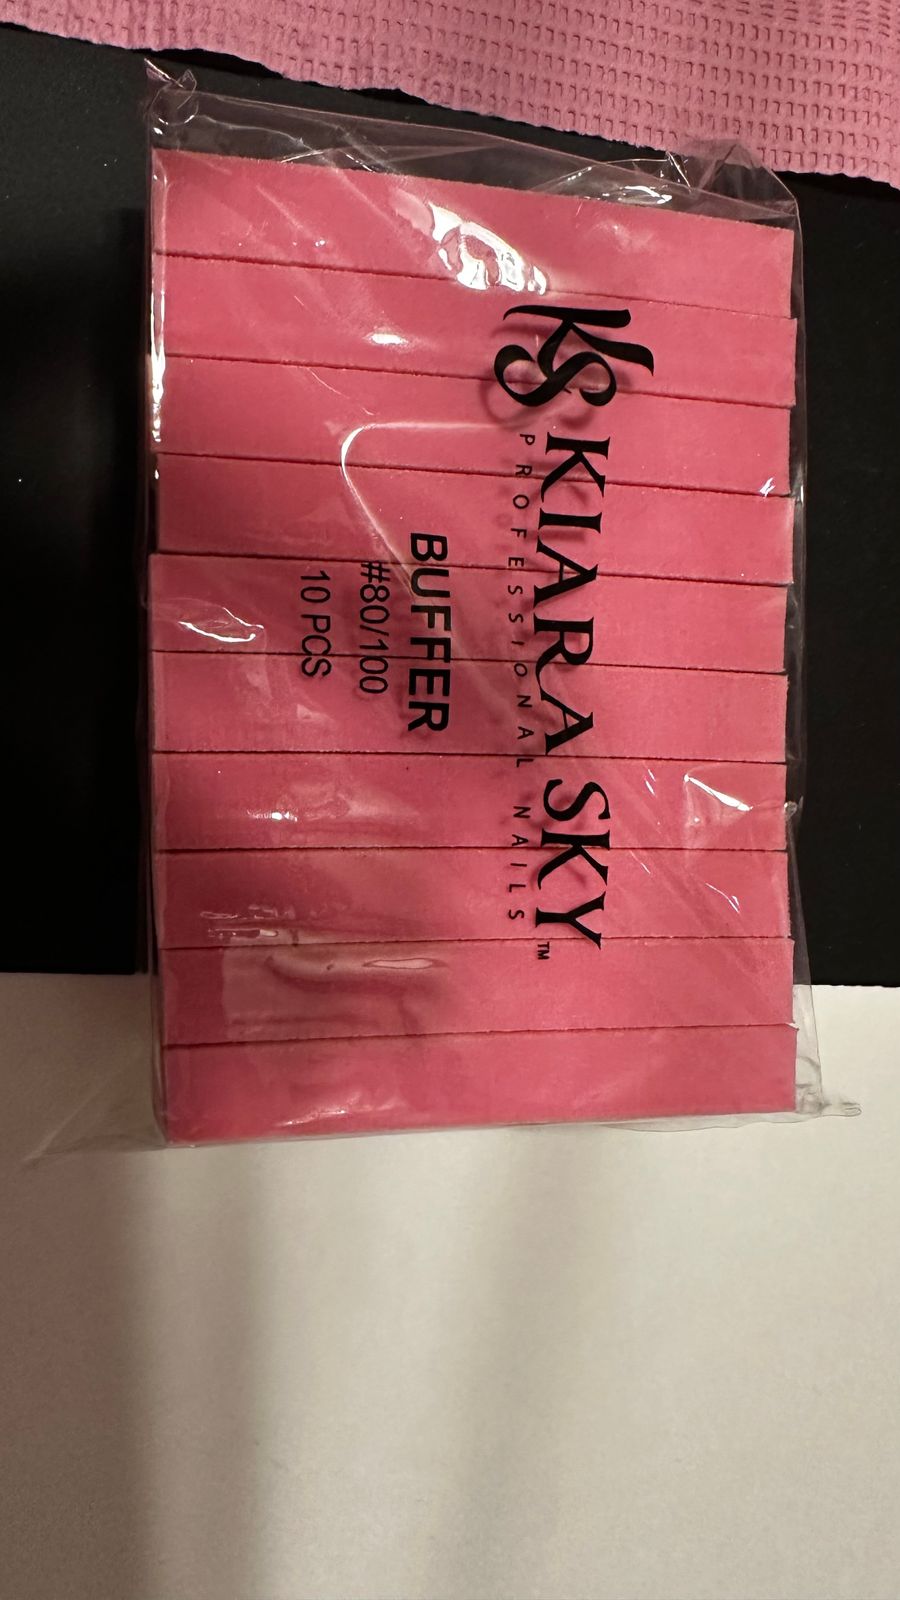 KS KIARA SKY™
PROFESSIONAL NAILS
BUFFER
#80/100
10 PCS